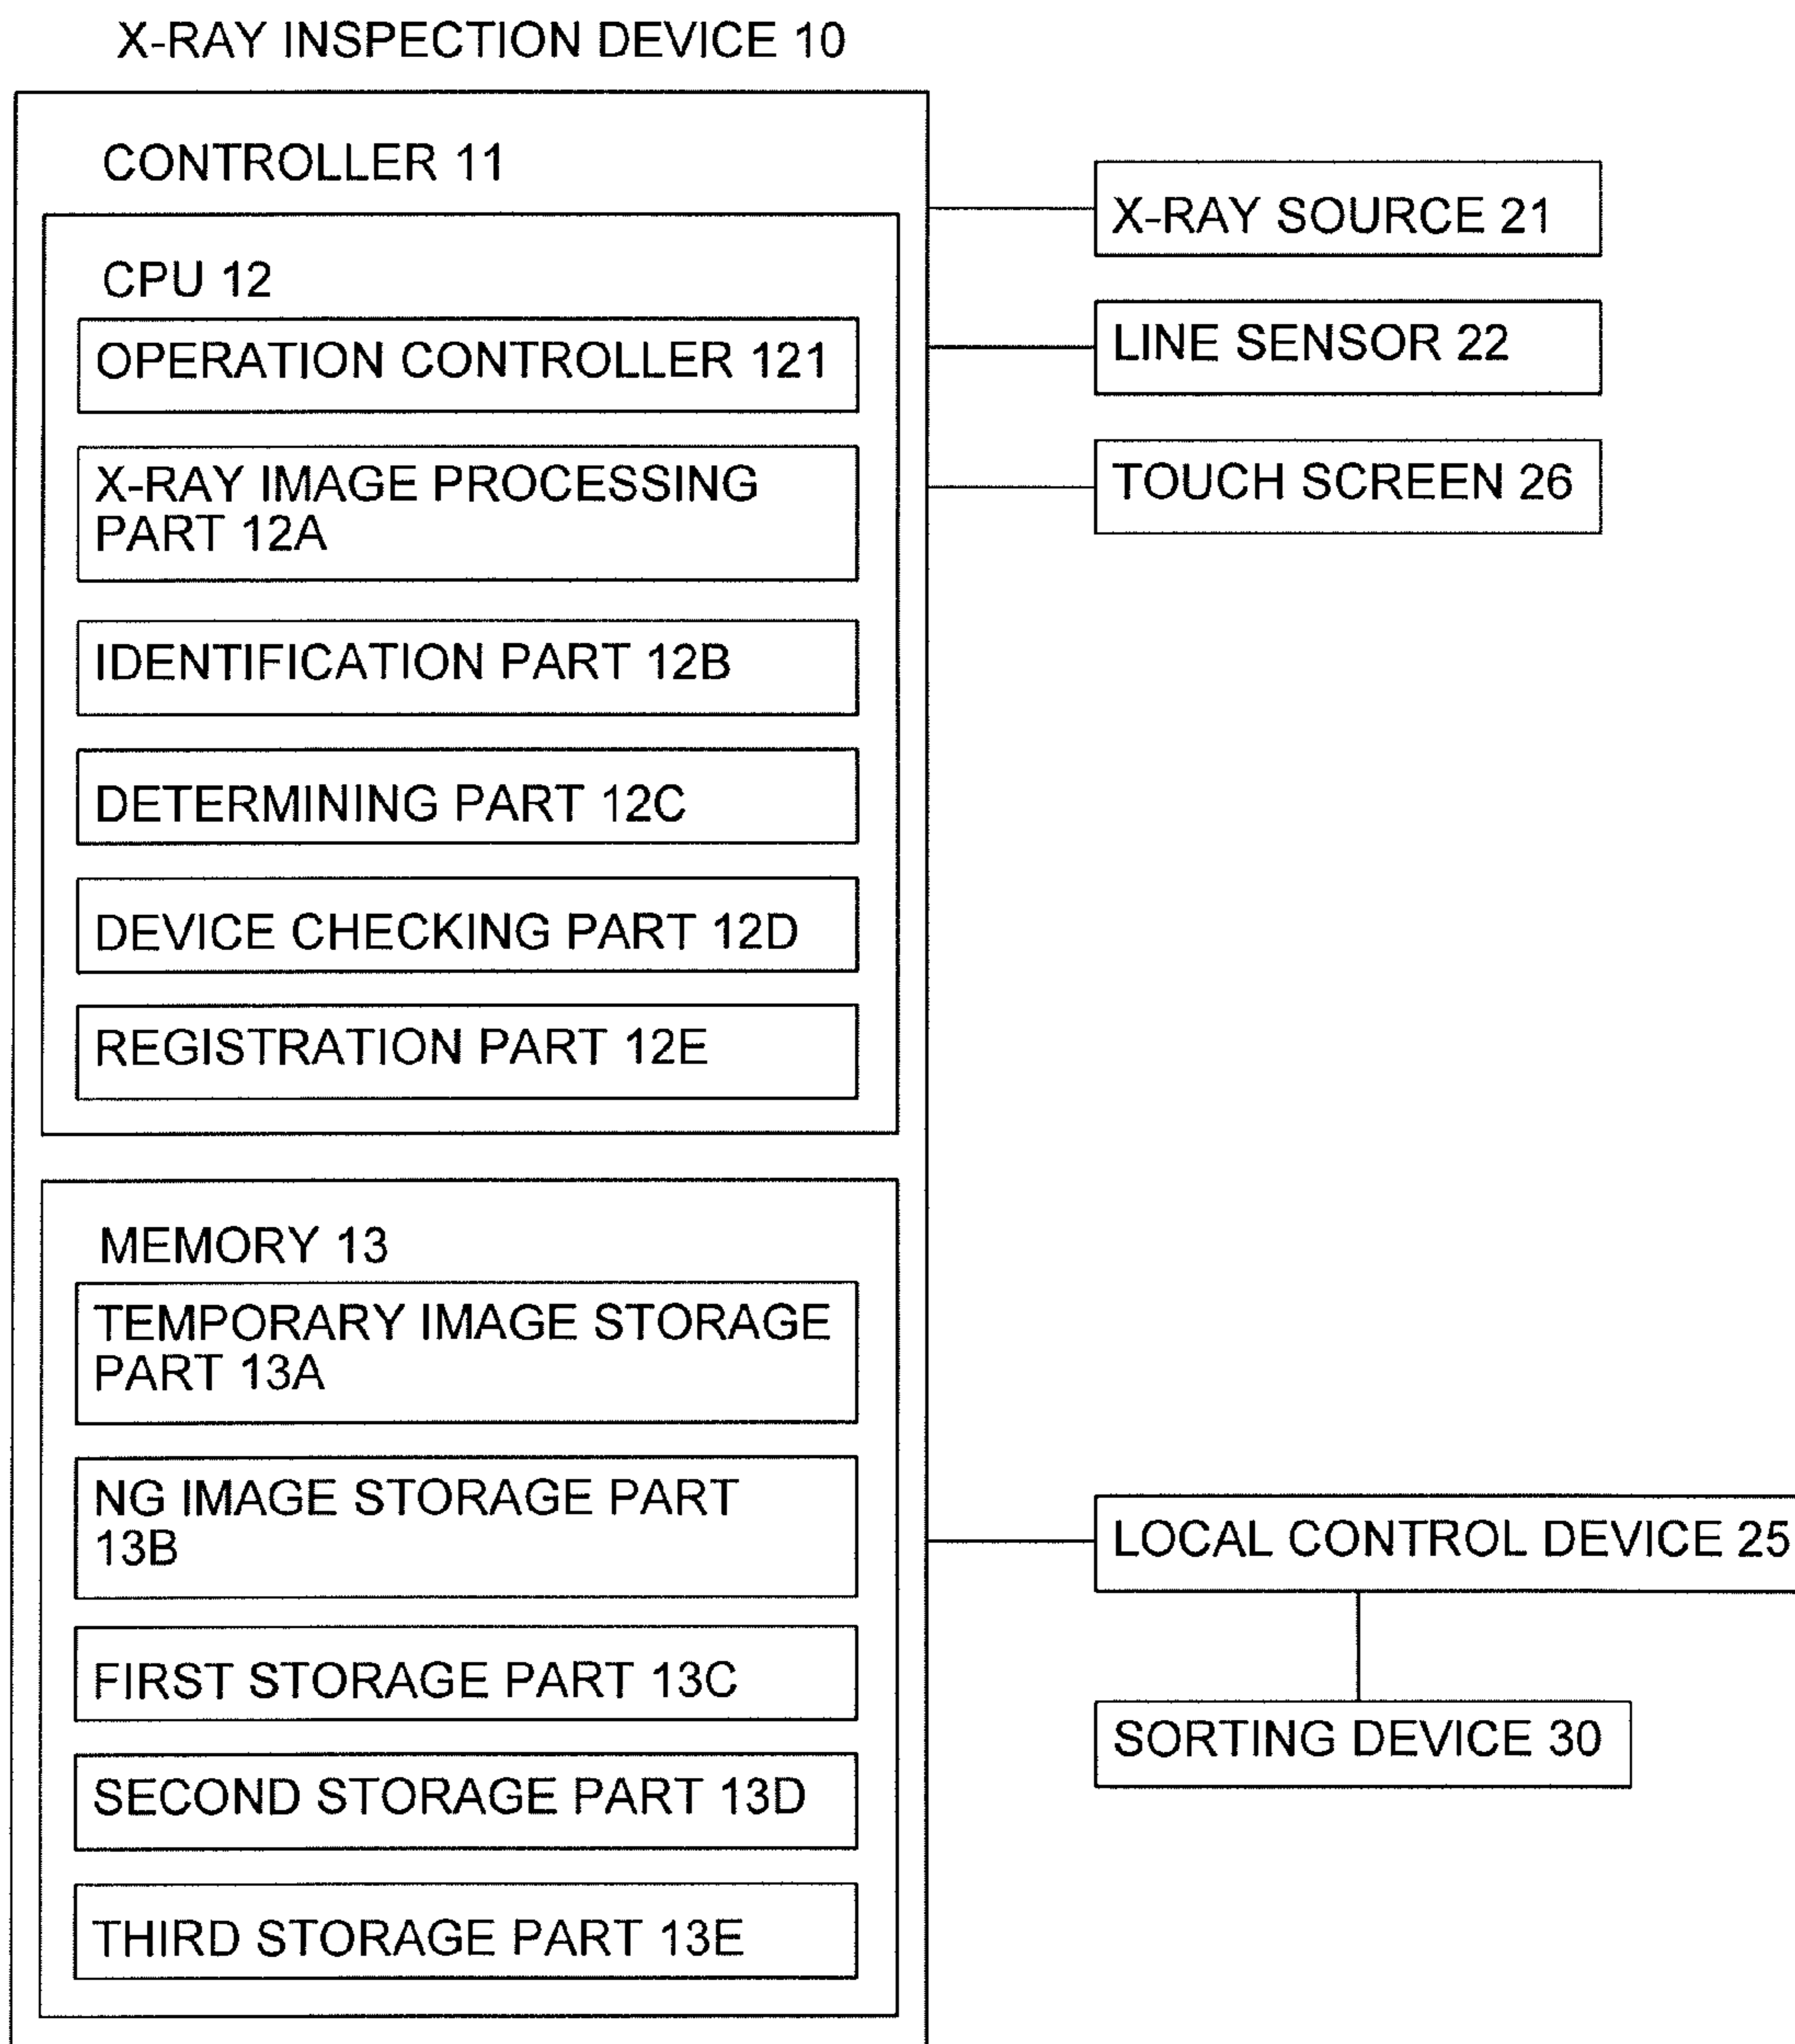 X-RAY INSPECTION DEVICE 10
CONTROLLER 11
CPU 12
OPERATION CONTROLLER 121
X-RAY IMAGE PROCESSING
PART 12A
IDENTIFICATION PART 12B
DETERMINING PART 12C
DEVICE CHECKING PART 12D
REGISTRATION PART 12E
MEMORY 13
TEMPORARY IMAGE STORAGE
PART 13A
NG IMAGE STORAGE PART
13B
FIRST STORAGE PART 13C
SECOND STORAGE PART 13D
THIRD STORAGE PART 13E
X-RAY SOURCE 21
LINE SENSOR 22
TOUCH SCREEN 26
LOCAL CONTROL DEVICE 25
SORTING DEVICE 30